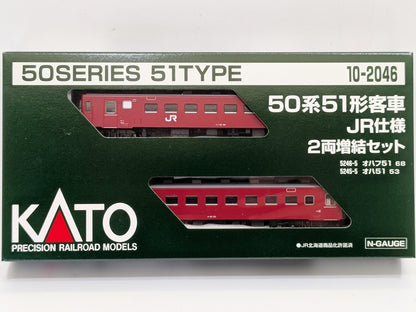 50SERIES 51TYPE
10-2046
50系51形客車
JR仕様
2両増結セット
5246-5 オハフ51 68
5245-5 オハ51 53
JR
KATO
PRECISION RAILROAD MODELS
●JR北海道商品化許諾済
N-GAUGE